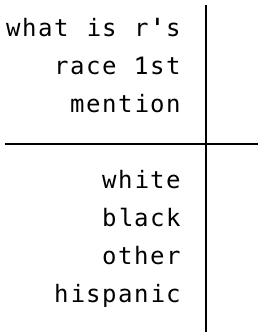 what is r's
race 1st
mention
white
black
other
hispanic